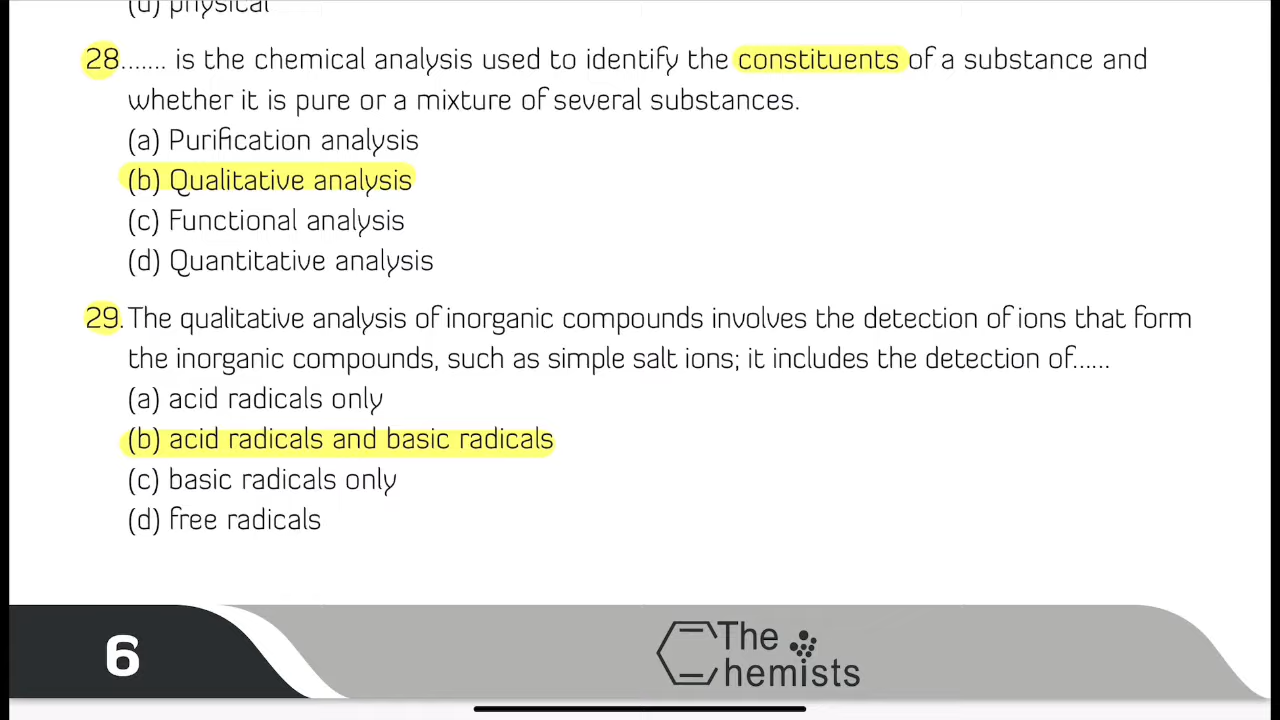 (d) physical
28....... is the chemical analysis used to identify the constituents of a substance and
whether it is pure or a mixture of several substances.
(a) Purification analysis
(b) Qualitative analysis
(c) Functional analysis
(d) Quantitative analysis
29. The qualitative analysis of inorganic compounds involves the detection of ions that form
the inorganic compounds, such as simple salt ions; it includes the detection of......
(a) acid radicals only
(b) acid radicals and basic radicals
(c) basic radicals only
(d) free radicals
6
The
Chemists